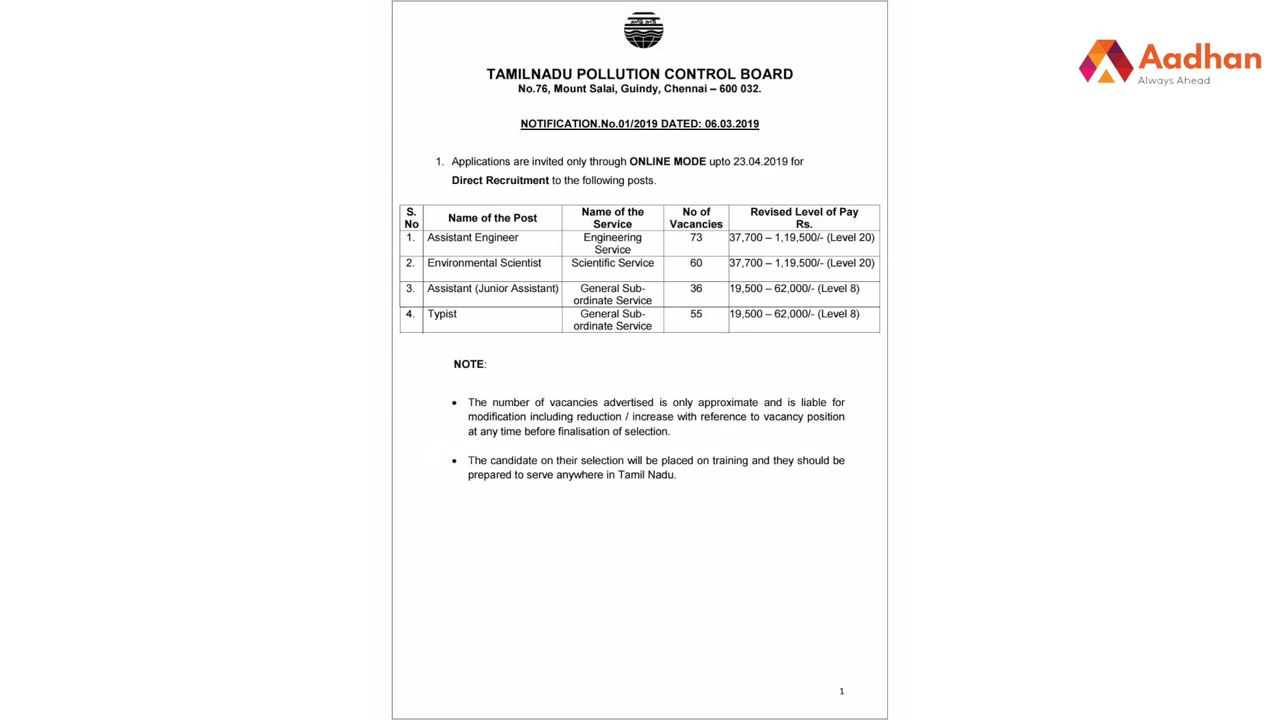 TAMILNADU POLLUTION CONTROL BOARD
No.76, Mount Salai, Guindy, Chennai – 600 032.
NOTIFICATION.No.01/2019 DATED: 06.03.2019
1. Applications are invited only through ONLINE MODE upto 23.04.2019 for
Direct Recruitment to the following posts.
S. No | Name of the Post | Name of the Service | No of Vacancies | Revised Level of Pay Rs.
1. | Assistant Engineer | Engineering Service | 73 | 37,700 – 1,19,500/- (Level 20)
2. | Environmental Scientist | Scientific Service | 60 | 37,700 – 1,19,500/- (Level 20)
3. | Assistant (Junior Assistant) | General Sub-ordinate Service | 36 | 19,500 – 62,000/- (Level 8)
4. | Typist | General Sub-ordinate Service | 55 | 19,500 – 62,000/- (Level 8)
NOTE:
• The number of vacancies advertised is only approximate and is liable for
modification including reduction / increase with reference to vacancy position
at any time before finalisation of selection.
• The candidate on their selection will be placed on training and they should be
prepared to serve anywhere in Tamil Nadu.
1
Aadhan
Always Ahead